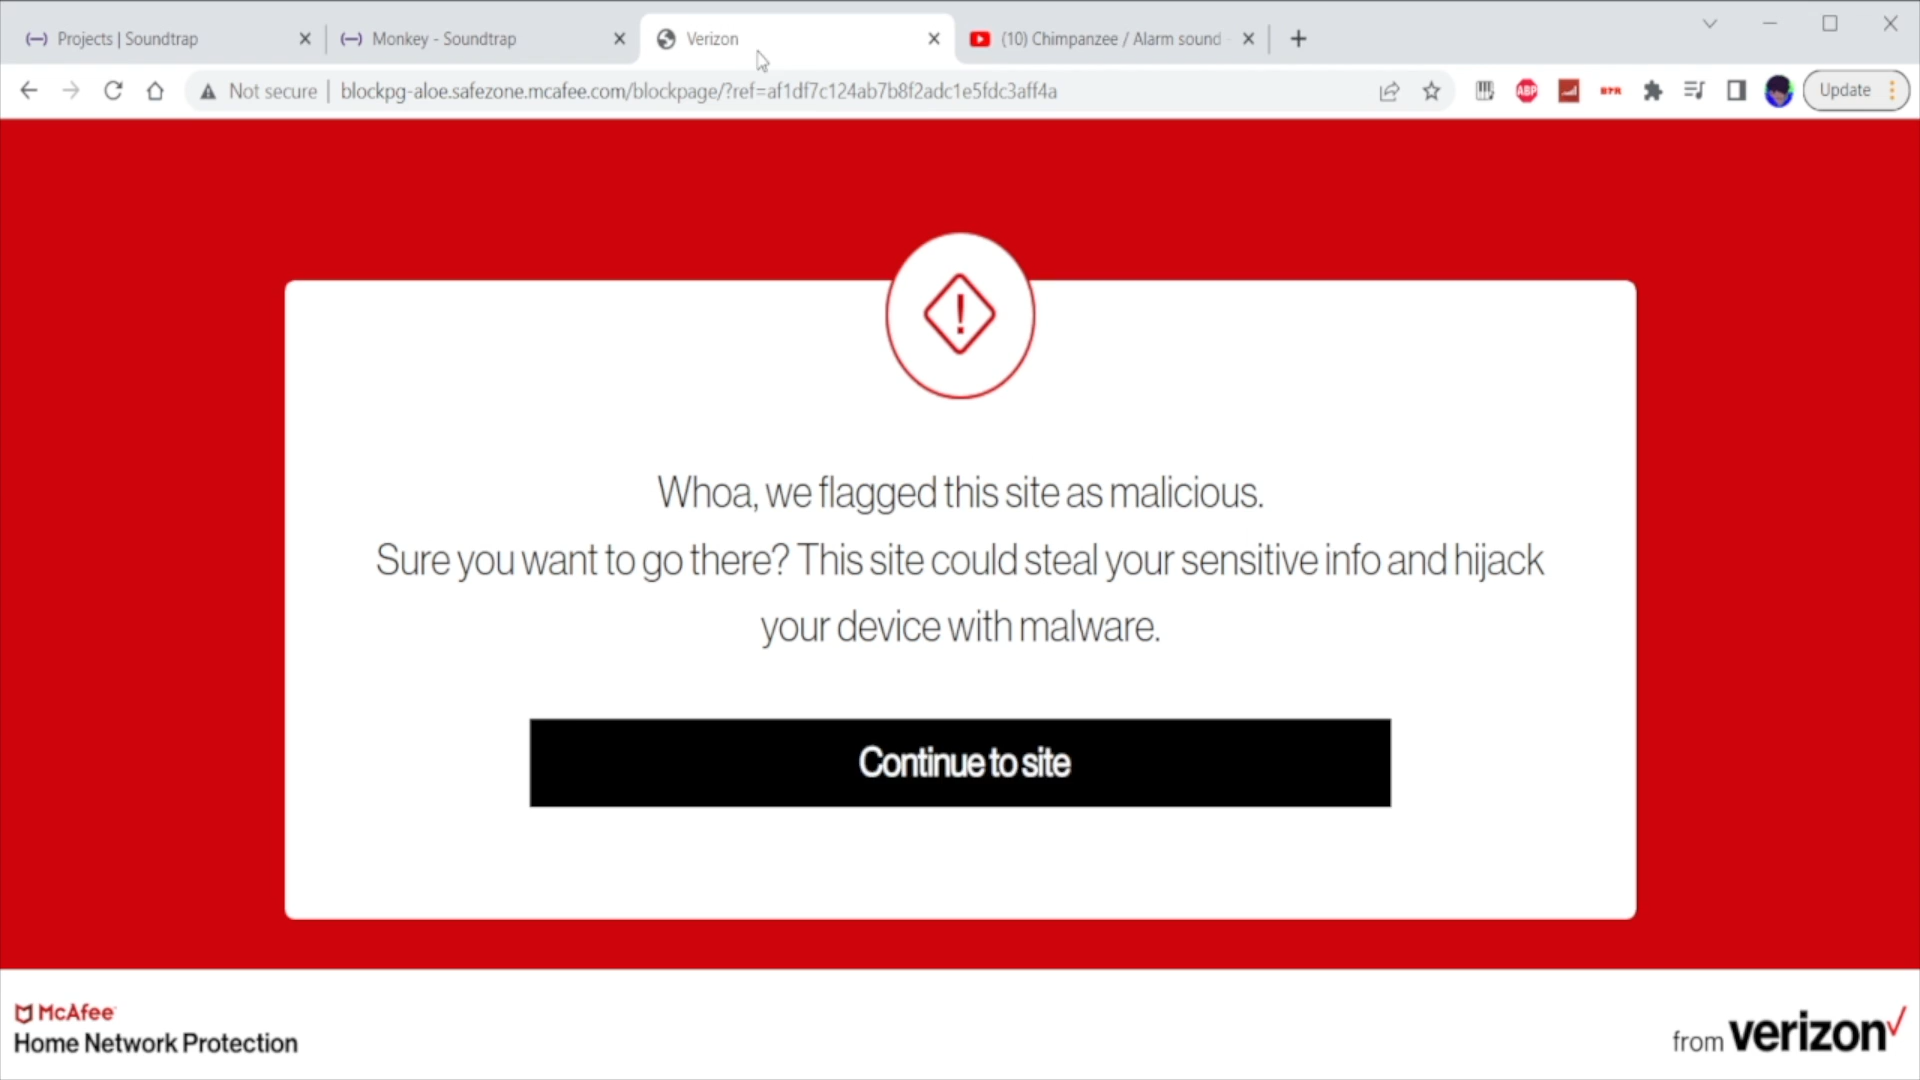 Projects | Soundtrap
Monkey - Soundtrap
Verizon
(10) Chimpanzee / Alarm sound
Not secure
blockpg-aloe.safezone.mcafee.com/blockpage/?ref=af1df7c124ab7b8f2adc1e5fdc3aff4a
ABP
Update
Whoa, we flagged this site as malicious.
Sure you want to go there? This site could steal your sensitive info and hijack
your device with malware.
Continue to site
McAfee
Home Network Protection
from verizon